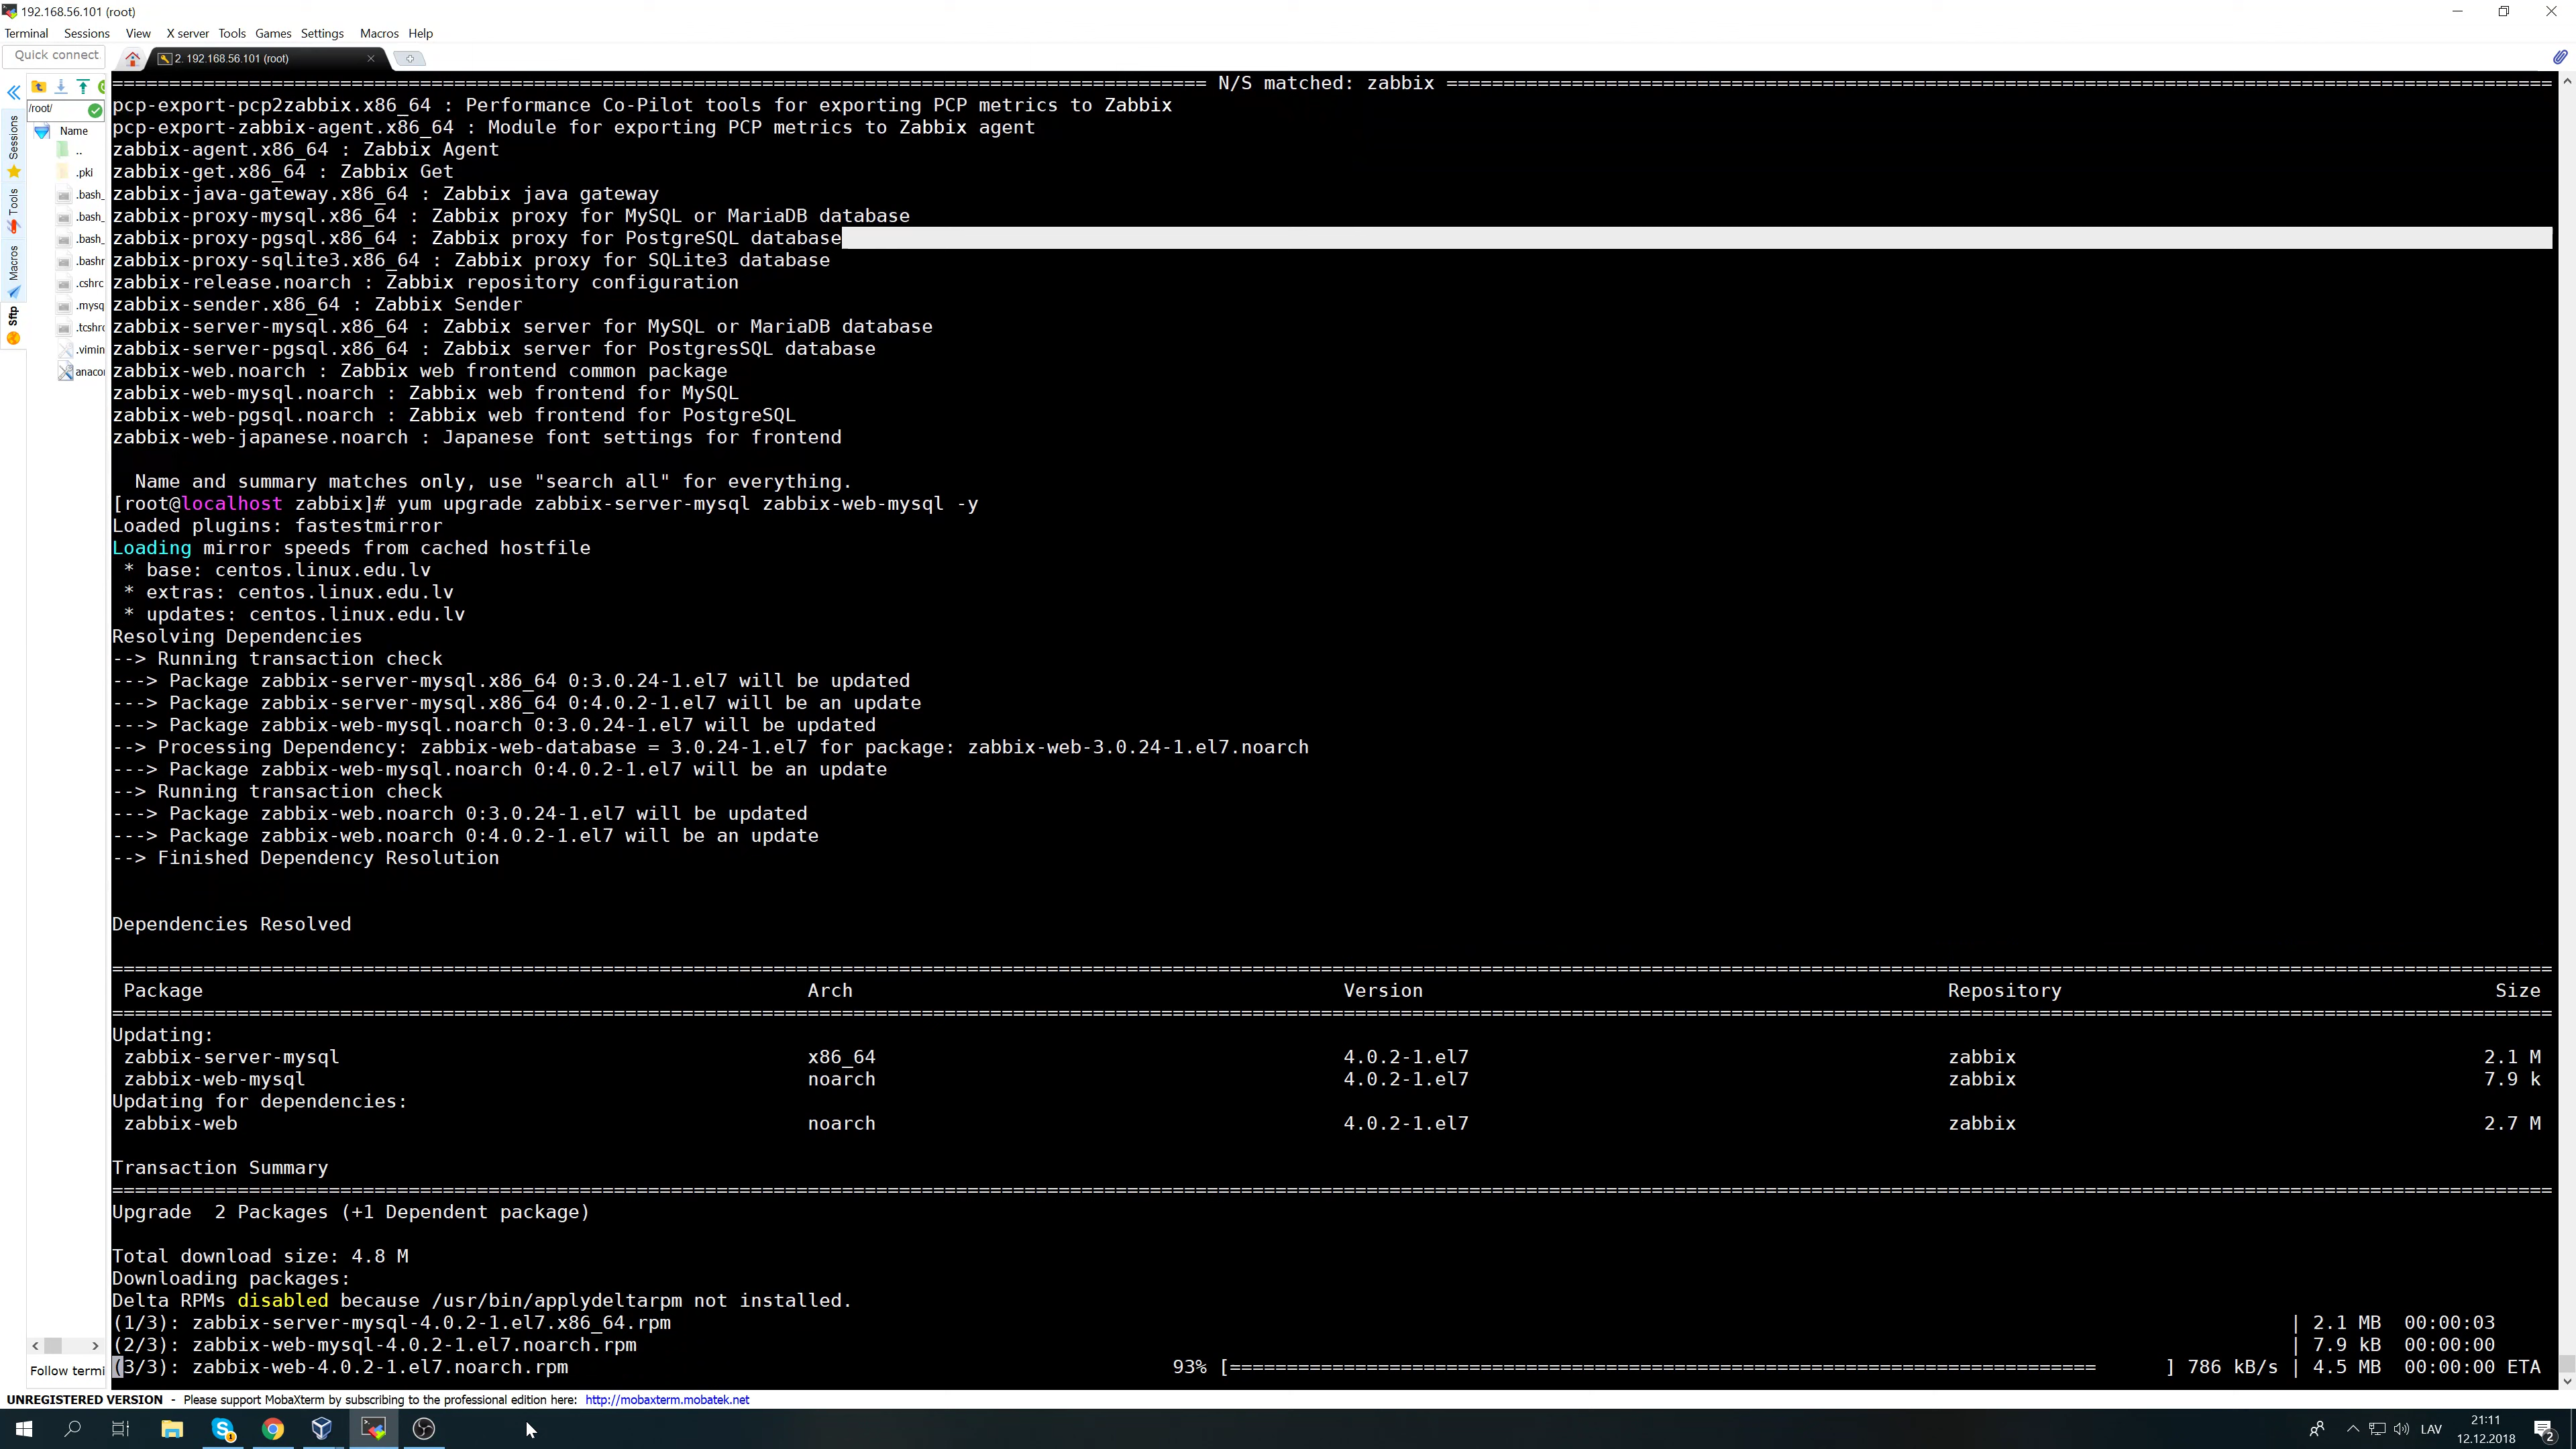 192.168.56.101 (root)
Terminal Sessions View X server Tools Games Settings Macros Help
Quick connect
2. 192.168.56.101 (root)
/root/
Name
..
.pki
.bash_
.bash_
.bash_
.bashr
.cshrc
.mysq
.tcshrc
.vimin
anacor
Sessions
Tools
Macros
Sftp
Follow termi
================ N/S matched: zabbix ================
pcp-export-pcp2zabbix.x86_64 : Performance Co-Pilot tools for exporting PCP metrics to Zabbix
pcp-export-zabbix-agent.x86_64 : Module for exporting PCP metrics to Zabbix agent
zabbix-agent.x86_64 : Zabbix Agent
zabbix-get.x86_64 : Zabbix Get
zabbix-java-gateway.x86_64 : Zabbix java gateway
zabbix-proxy-mysql.x86_64 : Zabbix proxy for MySQL or MariaDB database
zabbix-proxy-pgsql.x86_64 : Zabbix proxy for PostgreSQL database
zabbix-proxy-sqlite3.x86_64 : Zabbix proxy for SQLite3 database
zabbix-release.noarch : Zabbix repository configuration
zabbix-sender.x86_64 : Zabbix Sender
zabbix-server-mysql.x86_64 : Zabbix server for MySQL or MariaDB database
zabbix-server-pgsql.x86_64 : Zabbix server for PostgresSQL database
zabbix-web.noarch : Zabbix web frontend common package
zabbix-web-mysql.noarch : Zabbix web frontend for MySQL
zabbix-web-pgsql.noarch : Zabbix web frontend for PostgreSQL
zabbix-web-japanese.noarch : Japanese font settings for frontend
Name and summary matches only, use "search all" for everything.
[root@localhost zabbix]# yum upgrade zabbix-server-mysql zabbix-web-mysql -y
Loaded plugins: fastestmirror
Loading mirror speeds from cached hostfile
* base: centos.linux.edu.lv
* extras: centos.linux.edu.lv
* updates: centos.linux.edu.lv
Resolving Dependencies
--> Running transaction check
---> Package zabbix-server-mysql.x86_64 0:3.0.24-1.el7 will be updated
---> Package zabbix-server-mysql.x86_64 0:4.0.2-1.el7 will be an update
---> Package zabbix-web-mysql.noarch 0:3.0.24-1.el7 will be updated
--> Processing Dependency: zabbix-web-database = 3.0.24-1.el7 for package: zabbix-web-3.0.24-1.el7.noarch
---> Package zabbix-web-mysql.noarch 0:4.0.2-1.el7 will be an update
--> Running transaction check
---> Package zabbix-web.noarch 0:3.0.24-1.el7 will be updated
---> Package zabbix-web.noarch 0:4.0.2-1.el7 will be an update
--> Finished Dependency Resolution
Dependencies Resolved
================
Package Arch Version Repository Size
================
Updating:
zabbix-server-mysql x86_64 4.0.2-1.el7 zabbix 2.1 M
zabbix-web-mysql noarch 4.0.2-1.el7 zabbix 7.9 k
Updating for dependencies:
zabbix-web noarch 4.0.2-1.el7 zabbix 2.7 M
Transaction Summary
================
Upgrade 2 Packages (+1 Dependent package)
Total download size: 4.8 M
Downloading packages:
Delta RPMs disabled because /usr/bin/applydeltarpm not installed.
(1/3): zabbix-server-mysql-4.0.2-1.el7.x86_64.rpm | 2.1 MB 00:00:03
(2/3): zabbix-web-mysql-4.0.2-1.el7.noarch.rpm | 7.9 kB 00:00:00
(3/3): zabbix-web-4.0.2-1.el7.noarch.rpm 93% [================ ] 786 kB/s | 4.5 MB 00:00:00 ETA
UNREGISTERED VERSION - Please support MobaXterm by subscribing to the professional edition here: http://mobaxterm.mobatek.net
LAV
21:11
12.12.2018
2